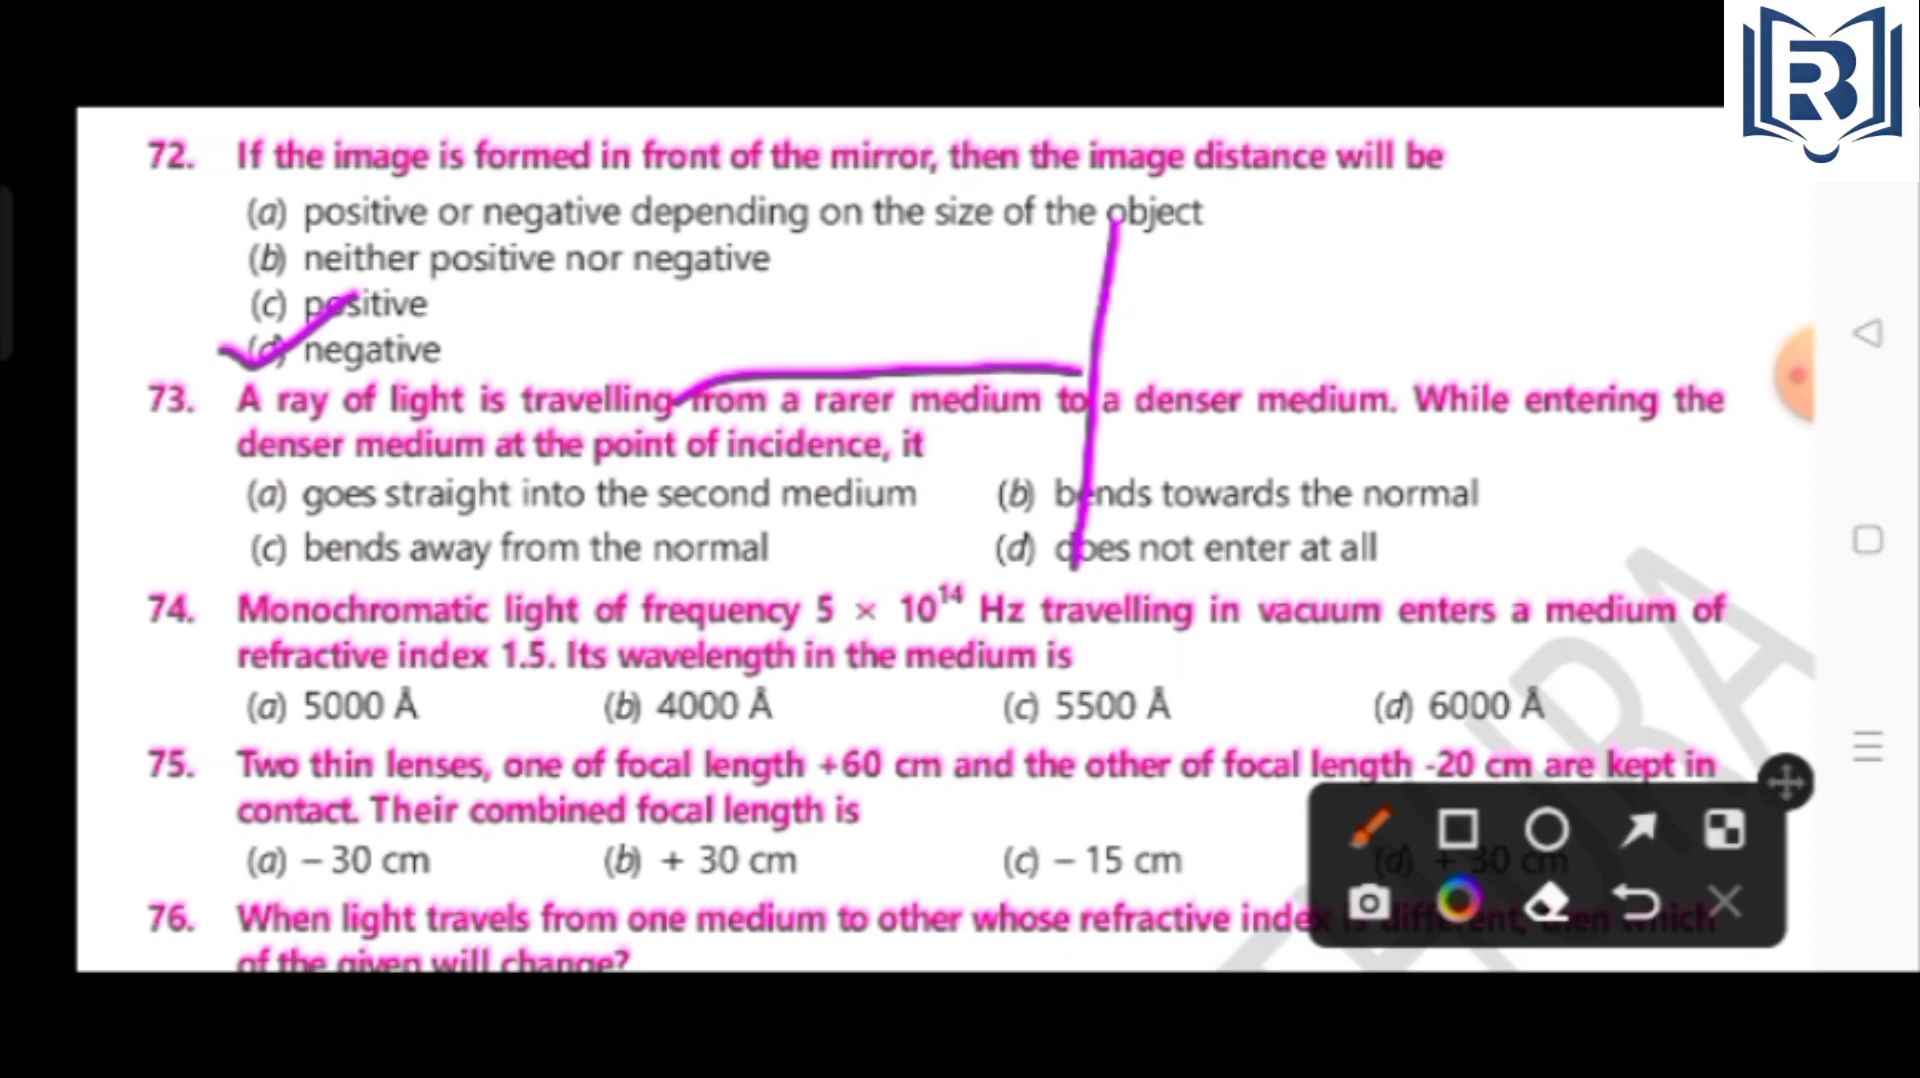 72. If the image is formed in front of the mirror, then the image distance will be
(a) positive or negative depending on the size of the object
(b) neither positive nor negative
(c) positive
(d) negative
73. A ray of light is travelling from a rarer medium to a denser medium. While entering the
denser medium at the point of incidence, it
(a) goes straight into the second medium (b) bends towards the normal
(c) bends away from the normal (d) does not enter at all
74. Monochromatic light of frequency 5 × 10¹⁴ Hz travelling in vacuum enters a medium of
refractive index 1.5. Its wavelength in the medium is
(a) 5000 Å (b) 4000 Å (c) 5500 Å (d) 6000 Å
75. Two thin lenses, one of focal length +60 cm and the other of focal length -20 cm are kept in
contact. Their combined focal length is
(a) – 30 cm (b) + 30 cm (c) – 15 cm (d) + 30 cm
76. When light travels from one medium to other whose refractive index is different, then which
of the given will change?